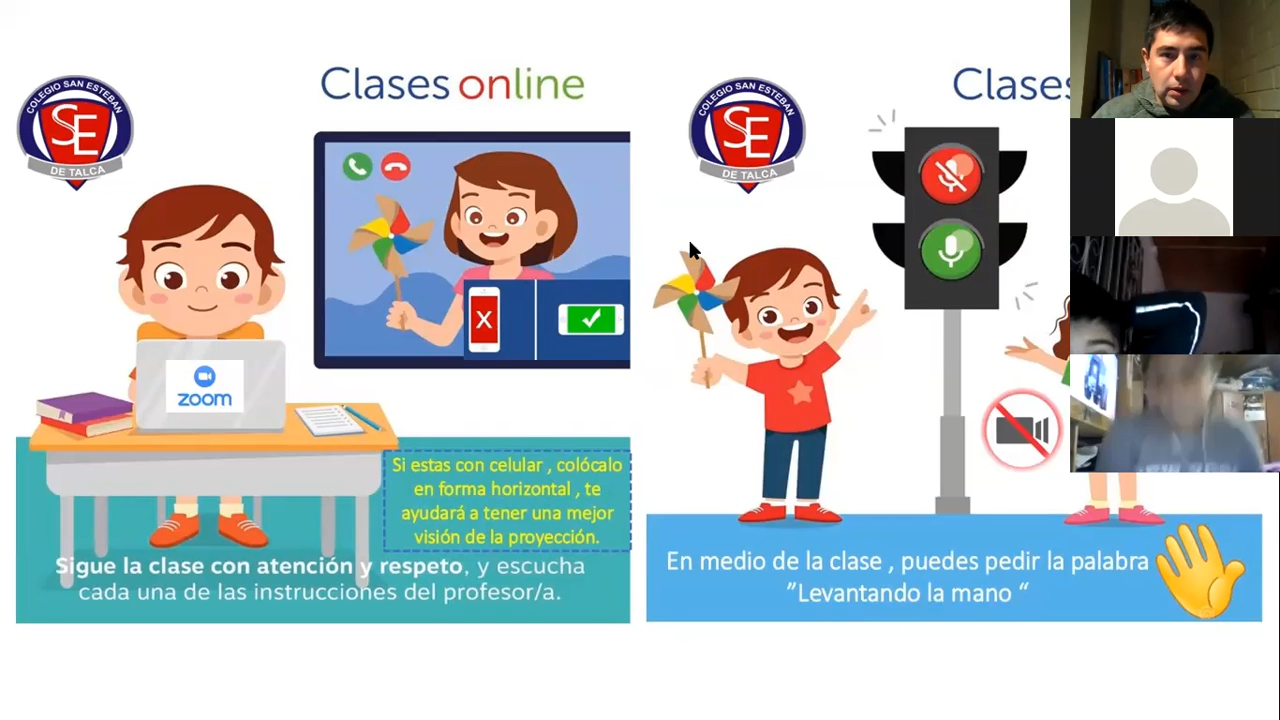 COLEGIO SAN ESTEBAN
SE
DE TALCA
Clases online
zoom
Si estas con celular , colócalo
en forma horizontal , te
ayudará a tener una mejor
visión de la proyección.
Sigue la clase con atención y respeto, y escucha
cada una de las instrucciones del profesor/a.
COLEGIO SAN ESTEBAN
SE
DE TALCA
Clases
En medio de la clase , puedes pedir la palabra
”Levantando la mano “